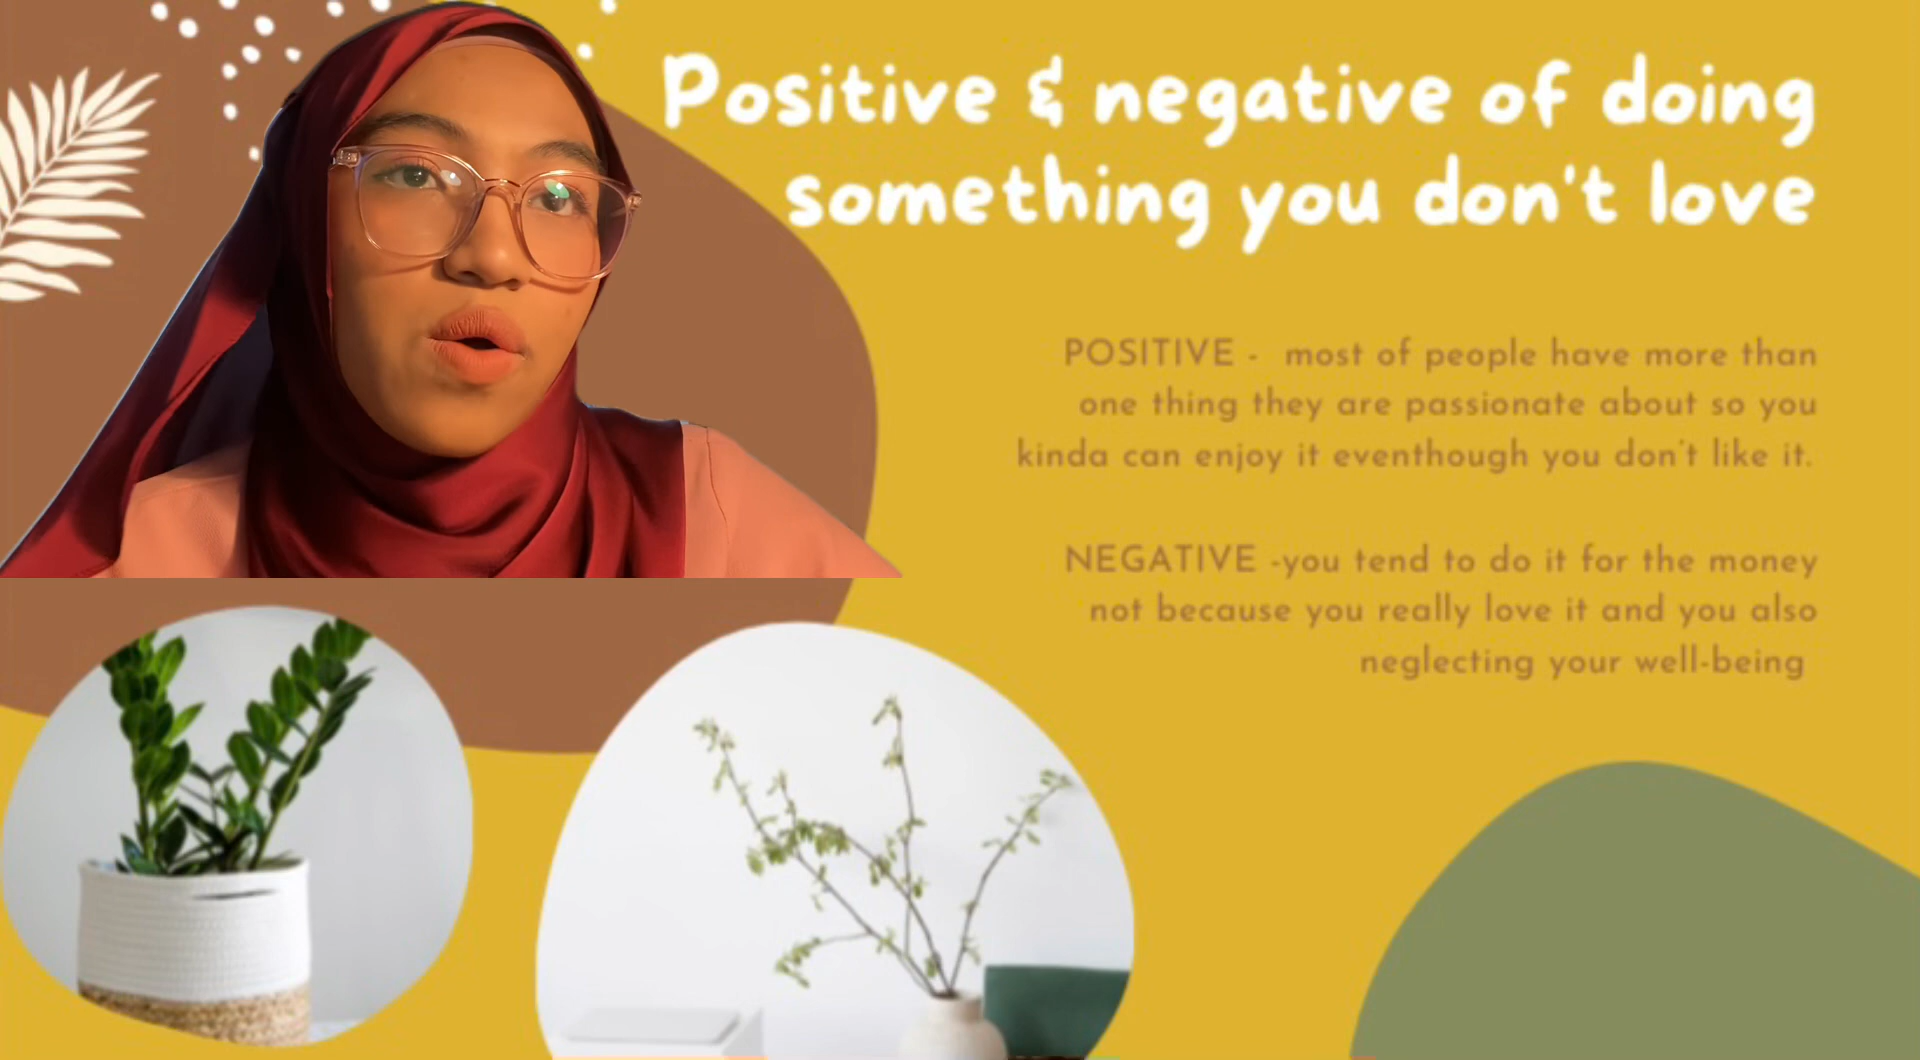 Positive & negative of doing
something you don't love
POSITIVE -  most of people have more than
one thing they are passionate about so you
kinda can enjoy it eventhough you don't like it.
NEGATIVE -you tend to do it for the money
not because you really love it and you also
neglecting your well-being